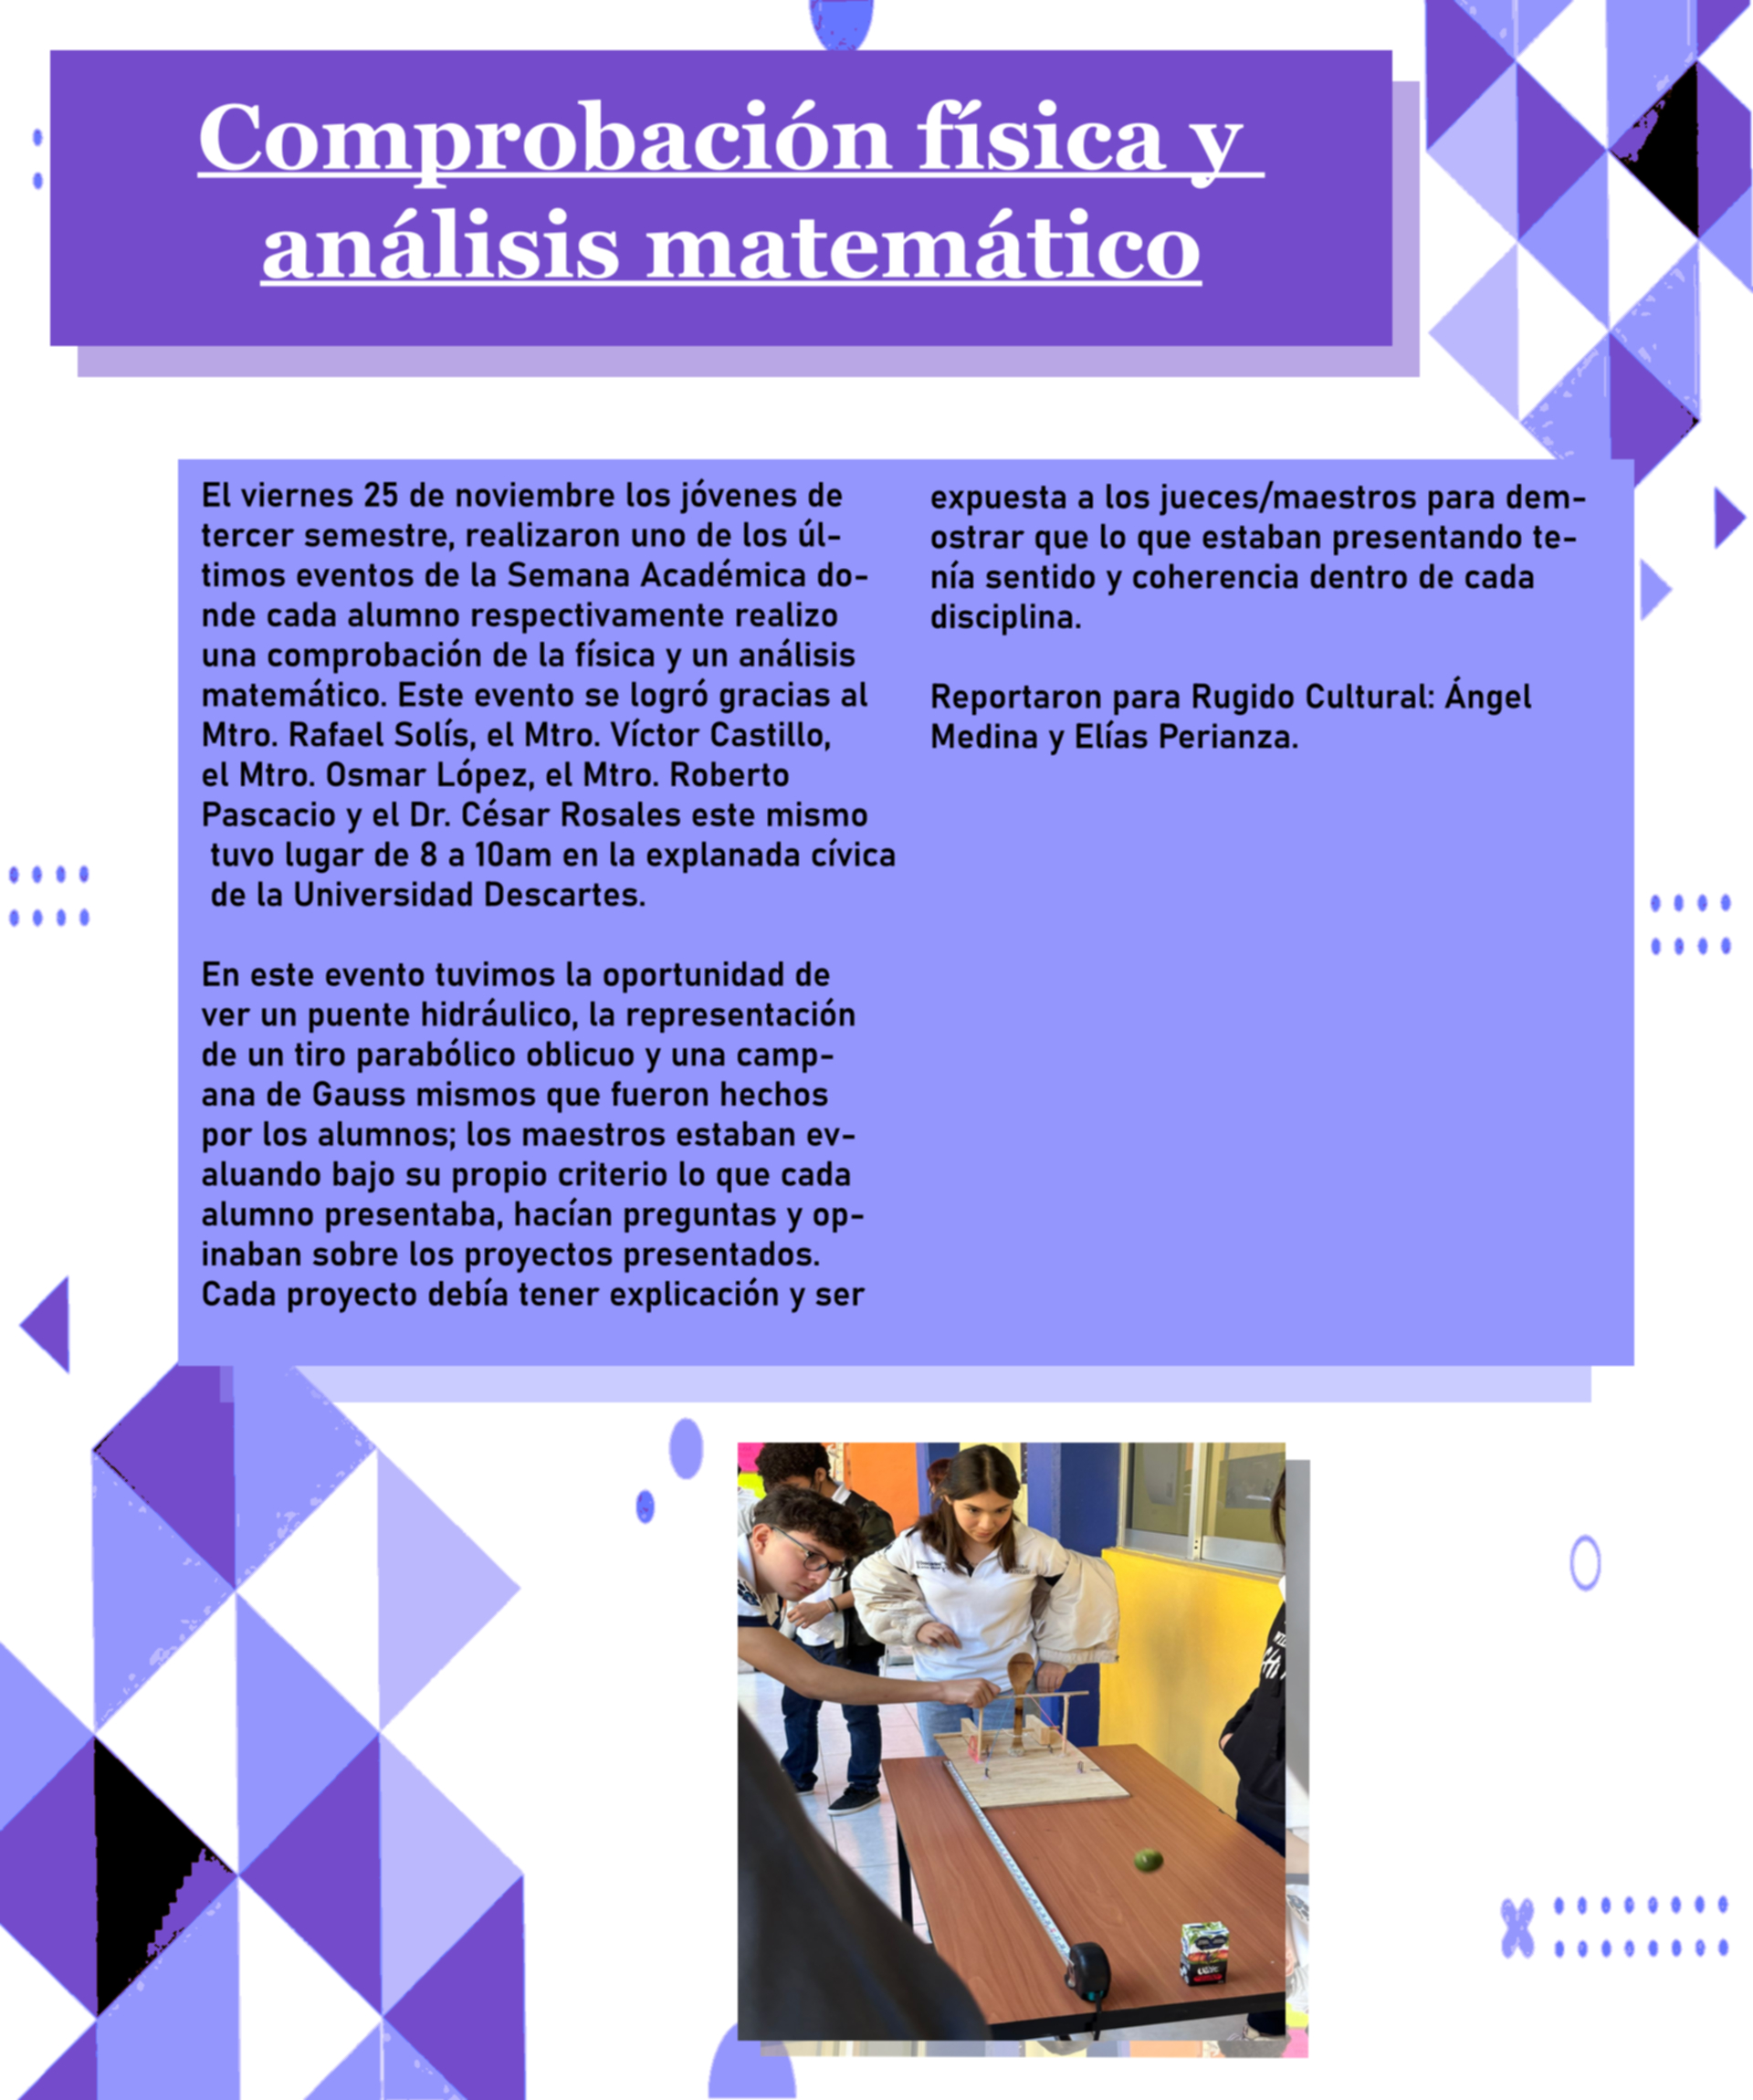 Comprobación física y
análisis matemático
El viernes 25 de noviembre los jóvenes de
tercer semestre, realizaron uno de los úl-
timos eventos de la Semana Académica do-
nde cada alumno respectivamente realizo
una comprobación de la física y un análisis
matemático. Este evento se logró gracias al
Mtro. Rafael Solís, el Mtro. Víctor Castillo,
el Mtro. Osmar López, el Mtro. Roberto
Pascacio y el Dr. César Rosales este mismo
tuvo lugar de 8 a 10am en la explanada cívica
de la Universidad Descartes.
En este evento tuvimos la oportunidad de
ver un puente hidráulico, la representación
de un tiro parabólico oblicuo y una camp-
ana de Gauss mismos que fueron hechos
por los alumnos; los maestros estaban ev-
aluando bajo su propio criterio lo que cada
alumno presentaba, hacían preguntas y op-
inaban sobre los proyectos presentados.
Cada proyecto debía tener explicación y ser
expuesta a los jueces/maestros para dem-
ostrar que lo que estaban presentando te-
nía sentido y coherencia dentro de cada
disciplina.
Reportaron para Rugido Cultural: Ángel
Medina y Elías Perianza.